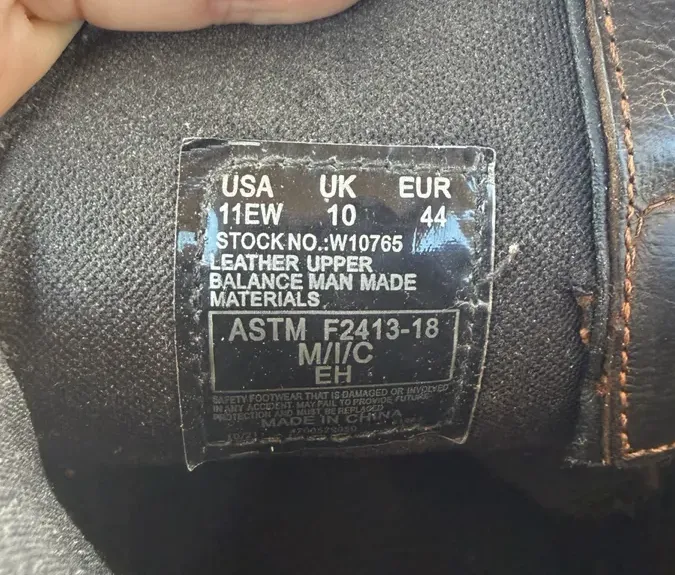 USA UK EUR
11EW 10 44
STOCK NO.:W10765
LEATHER UPPER
BALANCE MAN MADE
MATERIALS
ASTM F2413-18
M/I/C
EH
SAFETY FOOTWEAR THAT IS DAMAGED OR INVOLVED
IN ANY ACCIDENT MAY FAIL TO PROVIDE FUTURE
PROTECTION AND MUST BE REPLACED
MADE IN CHINA